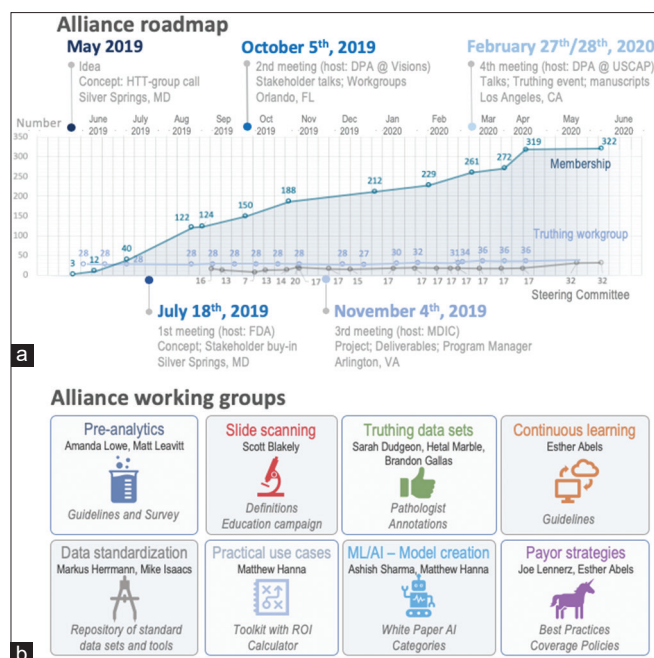 Alliance roadmap
May 2019
Idea
Concept: HTT-group call
Silver Springs, MD
October 5th, 2019
2nd meeting (host: DPA @ Visions)
Stakeholder talks; Workgroups
Orlando, FL
February 27th/28th, 2020
4th meeting (host: DPA @ USCAP)
Talks; Truthing event; manuscripts
Los Angeles, CA
Number
June 2019
July 2019
Aug 2019
Sep 2019
Oct 2019
Nov 2019
Dec 2019
Jan 2020
Feb 2020
Mar 2020
Apr 2020
May 2020
June 2020
350
300
250
200
150
100
50
0
3 12 40 122 124 150 188 212 229 261 272 319 322
Membership
Truthing workgroup
28 28 28 28 28 28 28 28 28 28 27 30 32 31 34 36 36 36
16 13 7 13 14 20 17 17 15 17 17 17 17 17 17 17 32 32
Steering Committee
July 18th, 2019
1st meeting (host: FDA)
Concept; Stakeholder buy-in
Silver Springs, MD
November 4th, 2019
3rd meeting (host: MDIC)
Project; Deliverables; Program Manager
Arlington, VA
a
Alliance working groups
Pre-analytics
Amanda Lowe, Matt Leavitt
Guidelines and Survey
Slide scanning
Scott Blakely
Definitions
Education campaign
Truthing data sets
Sarah Dudgeon, Hetal Marble,
Brandon Gallas
Pathologist
Annotations
Continuous learning
Esther Abels
Guidelines
Data standardization
Markus Herrmann, Mike Isaacs
Repository of standard
data sets and tools
Practical use cases
Matthew Hanna
Toolkit with ROI
Calculator
ML/AI – Model creation
Ashish Sharma, Matthew Hanna
White Paper AI
Categories
Payor strategies
Joe Lennerz, Esther Abels
Best Practices
Coverage Policies
b